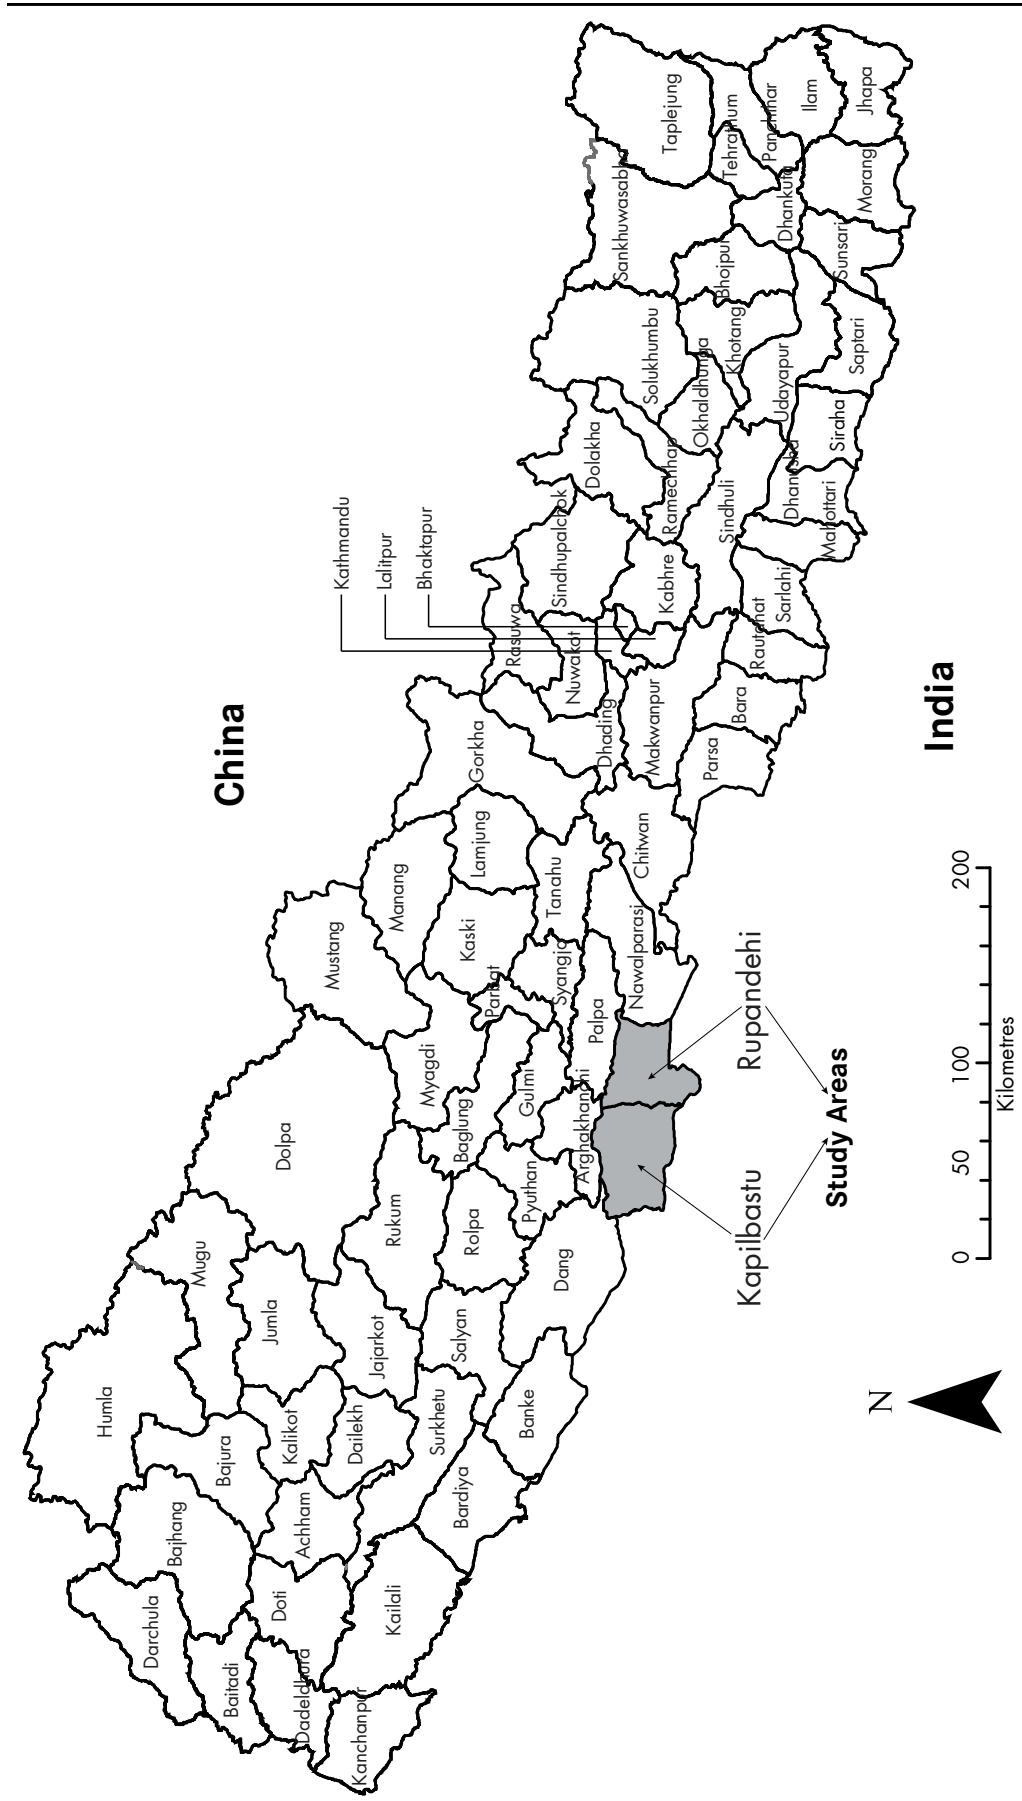 China
India
Kathmandu
Lalitpur
Bhaktapur
Humla
Darchula
Bajhang
Mugu
Bajura
Baitadi
Dolpa
Jumla
Kalikot
Doti
Achham
Dadeldhura
Mustang
Dailekh
Jajarkot
Rukum
Kanchanpur
Kailali
Manang
Myagdi
Surkhetu
Salyan
Baglung
Bardiya
Rolpa
Kaski
Lamjung
Gorkha
Parbat
Rasuwa
Banke
Pyuthan
Gulmi
Dang
Syangja
Tanahu
Sindhupalchok
Nuwakot
Arghakhanchi
Palpa
Dhading
Dolakha
Nawalparasi
Chitwan
Makwanpur
Kabhre
Ramechhap
Solukhumbu
Sankhuwasabha
Taplejung
Okhaldhunga
Parsa
Bara
Sindhuli
Khotang
Bhojpur
Tehrathum
Rautahat
Sarlahi
Udayapur
Dhankuta
Panchthar
Dhanusha
Mahottari
Siraha
Saptari
Sunsari
Morang
Ilam
Jhapa
Kapilbastu
Rupandehi
Study Areas
N
0 50 100 200
Kilometres